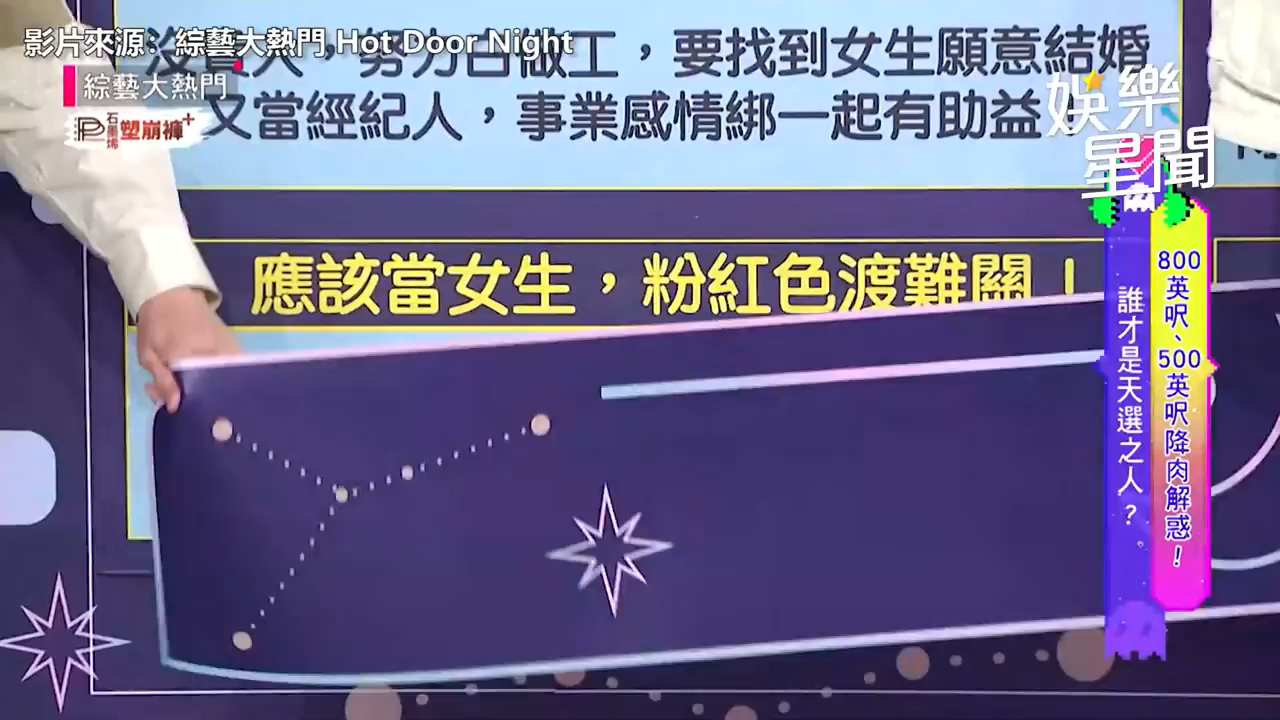 影片來源：綜藝大熱門 Hot Door Night
綜藝大熱門
石墨烯
塑崩褲+
人，努力白做工，要找到女生願意結婚
又當經紀人，事業感情綁一起有助益
娛樂
星聞
應該當女生，粉紅色渡難關！
800英呎、500英呎降肉解惑！
誰才是天選之人？